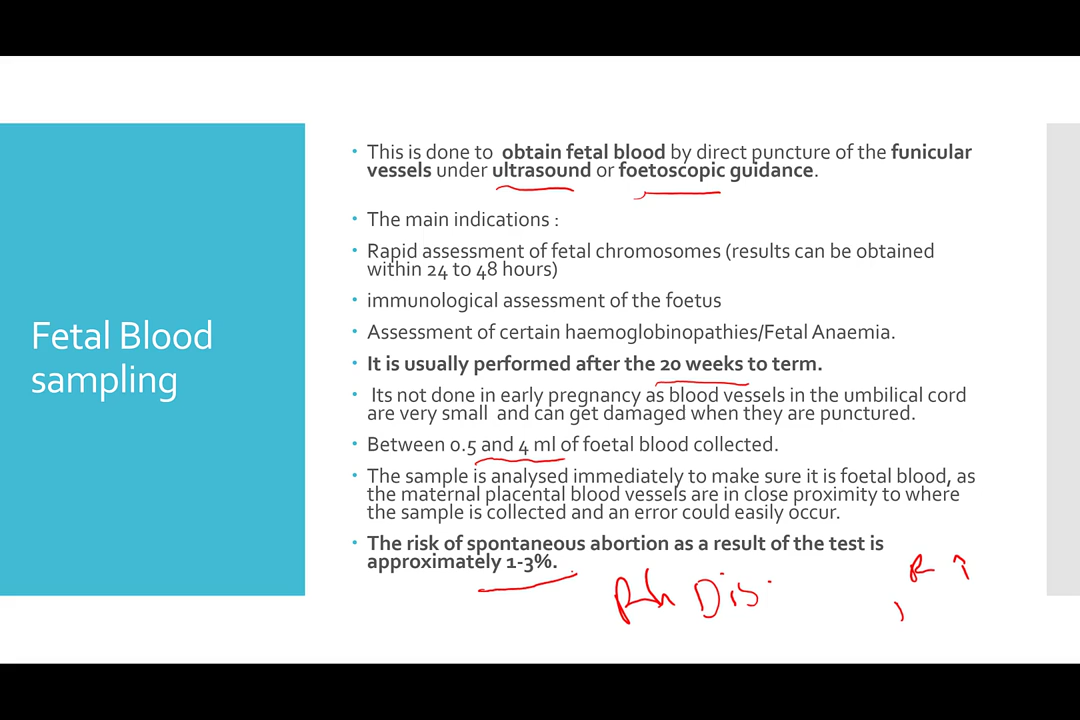 Fetal Blood
sampling
• This is done to obtain fetal blood by direct puncture of the funicular
vessels under ultrasound or foetoscopic guidance.
• The main indications :
• Rapid assessment of fetal chromosomes (results can be obtained
within 24 to 48 hours)
• immunological assessment of the foetus
• Assessment of certain haemoglobinopathies/Fetal Anaemia.
• It is usually performed after the 20 weeks to term.
• Its not done in early pregnancy as blood vessels in the umbilical cord
are very small and can get damaged when they are punctured.
• Between 0.5 and 4 ml of foetal blood collected.
• The sample is analysed immediately to make sure it is foetal blood, as
the maternal placental blood vessels are in close proximity to where
the sample is collected and an error could easily occur.
• The risk of spontaneous abortion as a result of the test is
approximately 1-3%.
Rh Dis